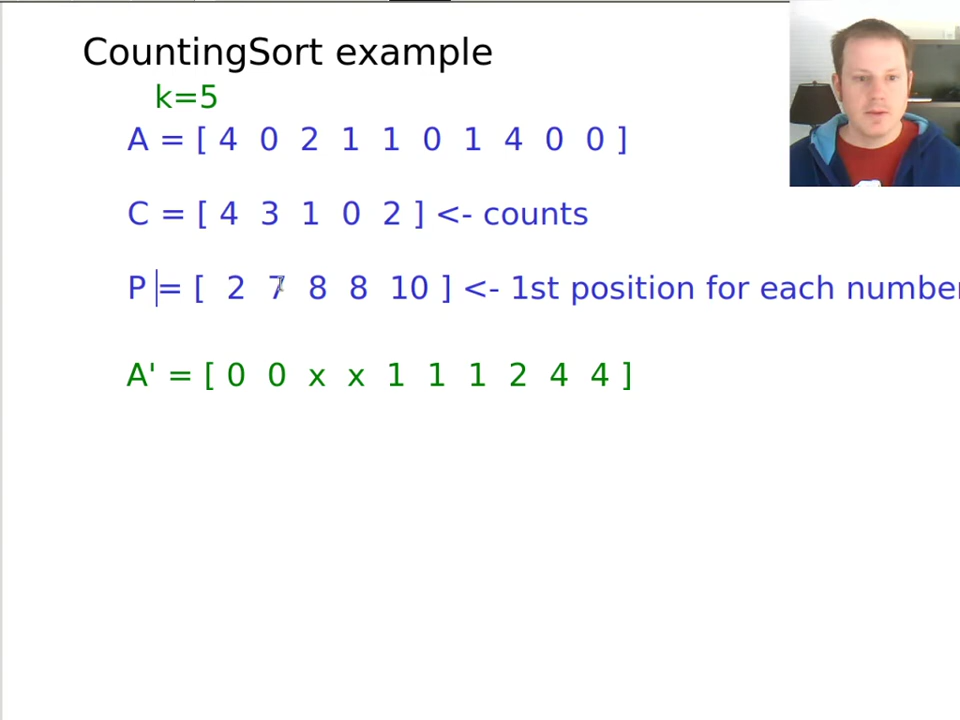 CountingSort example
k=5
A = [ 4 0 2 1 1 0 1 4 0 0 ]
C = [ 4 3 1 0 2 ] <- counts
P = [ 2 7 8 8 10 ] <- 1st position for each number
A' = [ 0 0 x x 1 1 1 2 4 4 ]